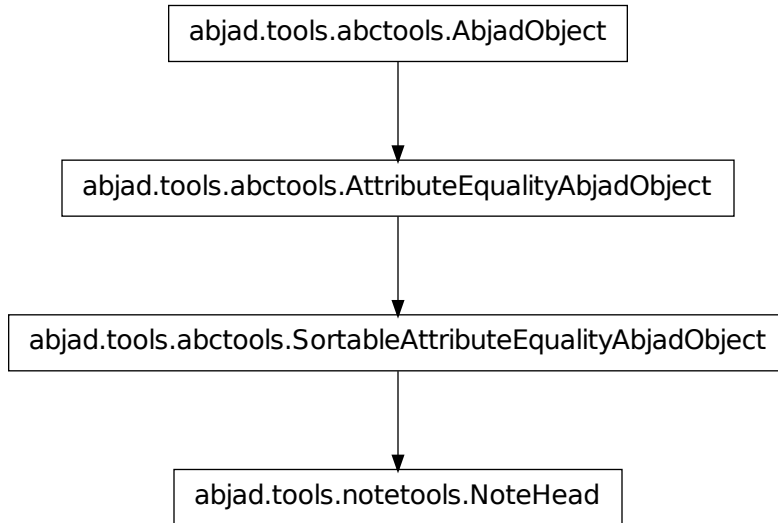 abjad.tools.abctools.AbjadObject
abjad.tools.abctools.AttributeEqualityAbjadObject
abjad.tools.abctools.SortableAttributeEqualityAbjadObject
abjad.tools.notetools.NoteHead